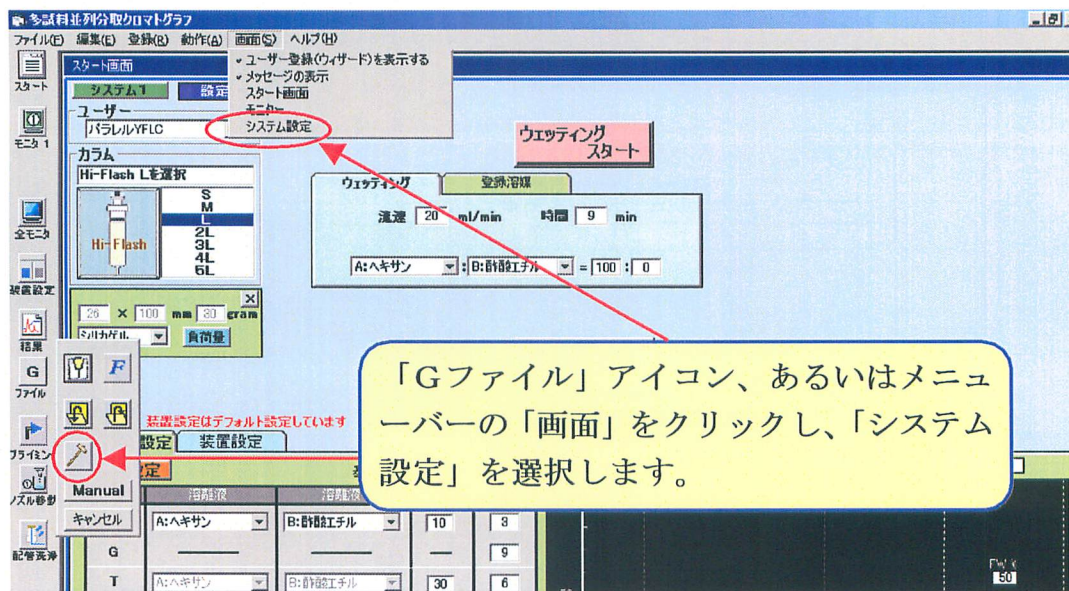 多試料並列分取クロマトグラフ
ファイル(F) 編集(E) 登録(R) 動作(A) 画面(S) ヘルプ(H)
ユーザー登録(ウィザード)を表示する
メッセージの表示
スタート画面
モニター
システム設定
スタート
モニタ 1
全モニタ
装置設定
結果
G
ファイル
プライミン
ノズル移動
配管洗浄
スタート画面
システム1 設定
ユーザー
パラレルYFLC
カラム
Hi-Flash Lを選択
Hi-Flash
S
M
L
2L
3L
4L
5L
26 × 100 mm 30 gram
シリカゲル 負荷量
ウェッティング
スタート
ウェッティング 登録溶媒
流速 20 ml/min 時間 9 min
A:ヘキサン : B:酢酸エチル = 100 : 0
F
Manual
キャンセル
装置設定はデフォルト設定しています
設定 装置設定
定
「Gファイル」アイコン、あるいはメニュ
ーバーの「画面」をクリックし、「システム
設定」を選択します。
溶離液
A:ヘキサン B:酢酸エチル 10 3
G 9
T A:ヘキサン B:酢酸エチル 30 6
50